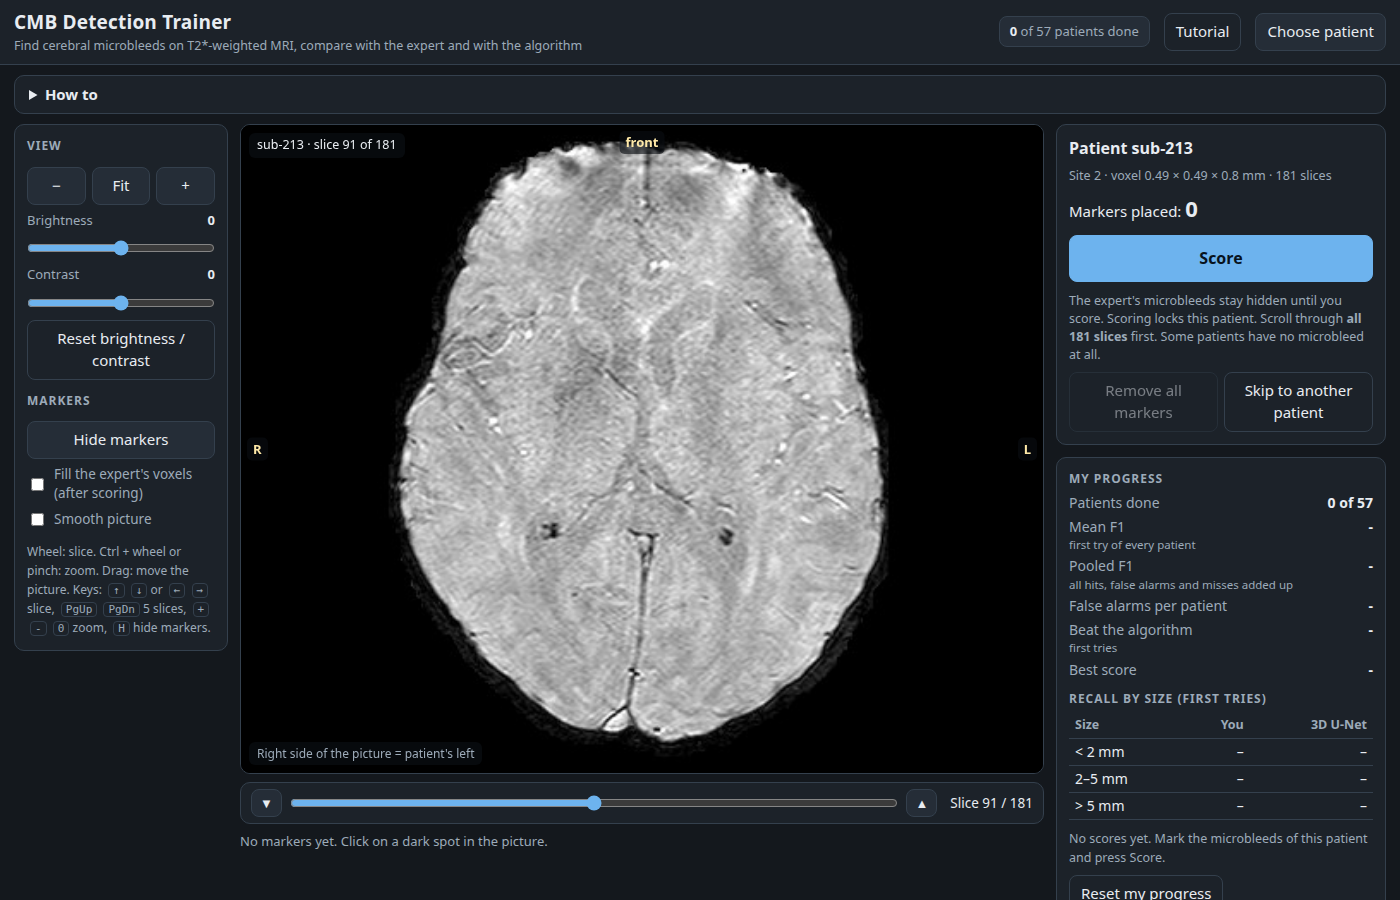 CMB Detection Trainer
Find cerebral microbleeds on T2*-weighted MRI, compare with the expert and with the algorithm
0 of 57 patients done
Tutorial
Choose patient
▶ How to
VIEW
−
Fit
+
Brightness 0
Contrast 0
Reset brightness /
contrast
MARKERS
Hide markers
Fill the expert's voxels
(after scoring)
Smooth picture
Wheel: slice. Ctrl + wheel or
pinch: zoom. Drag: move the
picture. Keys: ↑ ↓ or ← →
slice, PgUp PgDn 5 slices, +
- 0 zoom, H hide markers.
sub-213 · slice 91 of 181
front
R
L
Right side of the picture = patient's left
▼
▲
Slice 91 / 181
No markers yet. Click on a dark spot in the picture.
Patient sub-213
Site 2 · voxel 0.49 × 0.49 × 0.8 mm · 181 slices
Markers placed: 0
Score
The expert's microbleeds stay hidden until you
score. Scoring locks this patient. Scroll through all
181 slices first. Some patients have no microbleed
at all.
Remove all
markers
Skip to another
patient
MY PROGRESS
Patients done 0 of 57
Mean F1 -
first try of every patient
Pooled F1 -
all hits, false alarms and misses added up
False alarms per patient -
Beat the algorithm -
first tries
Best score -
RECALL BY SIZE (FIRST TRIES)
Size You 3D U-Net
< 2 mm – –
2–5 mm – –
> 5 mm – –
No scores yet. Mark the microbleeds of this patient
and press Score.
Reset my progress